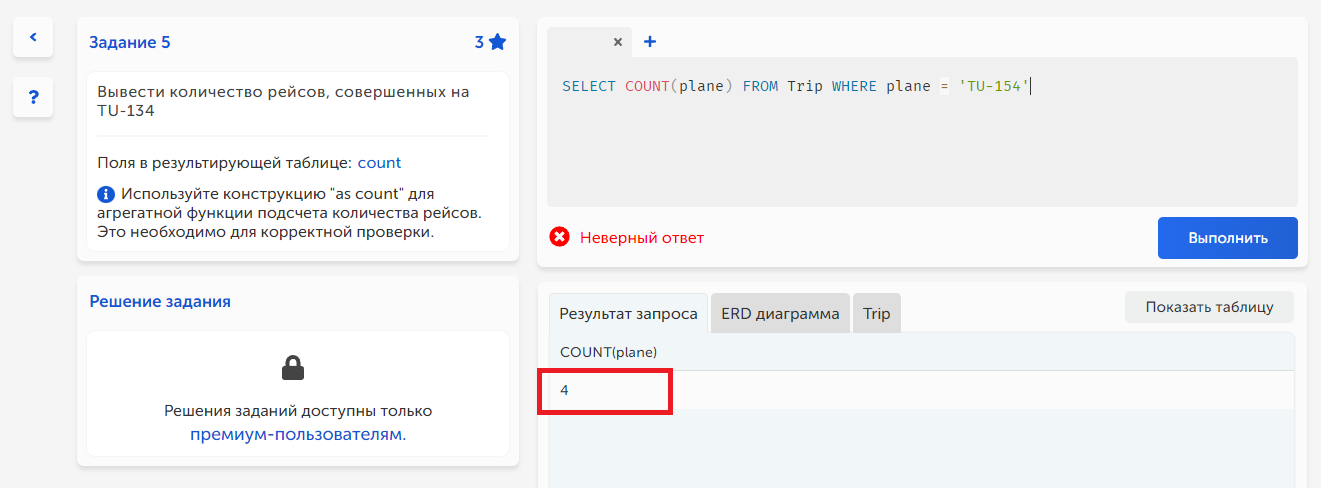 Задание 5
3
Вывести количество рейсов, совершенных на
TU-134
Поля в результирующей таблице: count
Используйте конструкцию "as count" для
агрегатной функции подсчета количества рейсов.
Это необходимо для корректной проверки.
Решение задания
Решения заданий доступны только
премиум-пользователям.
SELECT COUNT(plane) FROM Trip WHERE plane = 'TU-154'
Неверный ответ
Выполнить
Результат запроса
ERD диаграмма
Trip
Показать таблицу
COUNT(plane)
4